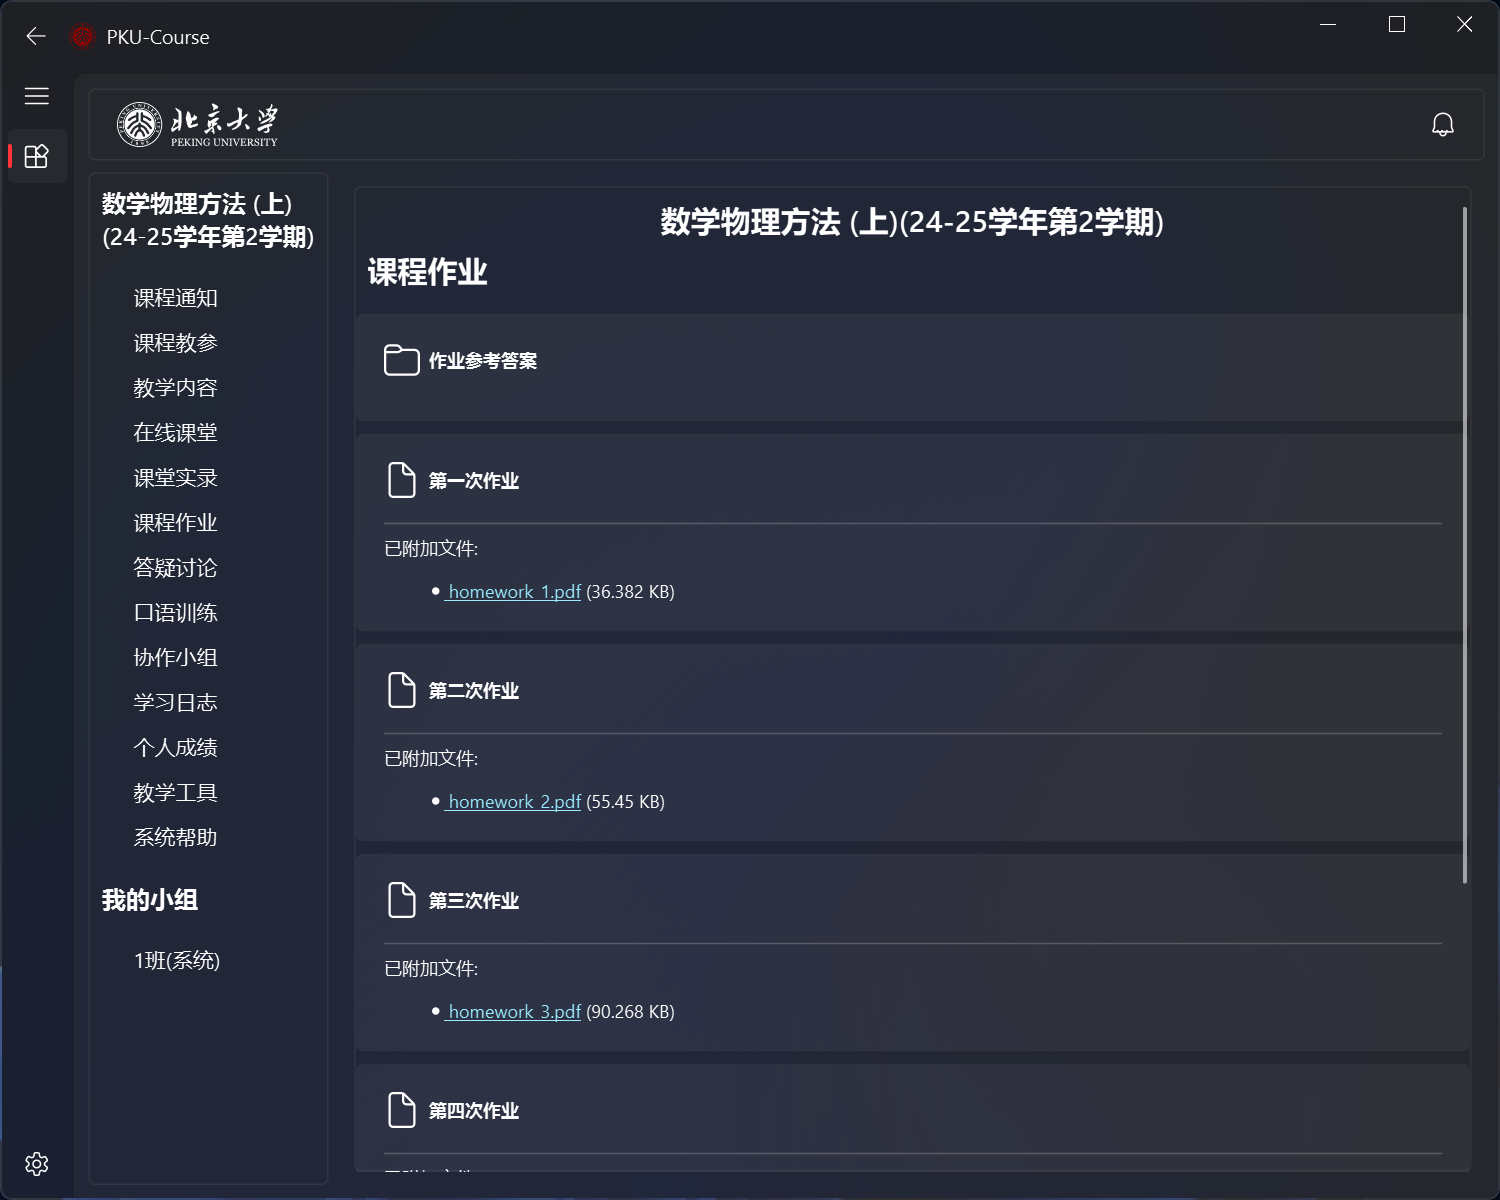 PKU-Course
北京大学
PEKING UNIVERSITY
数学物理方法 (上)
(24-25学年第2学期)
课程通知
课程教参
教学内容
在线课堂
课堂实录
课程作业
答疑讨论
口语训练
协作小组
学习日志
个人成绩
教学工具
系统帮助
我的小组
1班(系统)
数学物理方法 (上)(24-25学年第2学期)
课程作业
作业参考答案
第一次作业
已附加文件:
homework_1.pdf (36.382 KB)
第二次作业
已附加文件:
homework_2.pdf (55.45 KB)
第三次作业
已附加文件:
homework_3.pdf (90.268 KB)
第四次作业